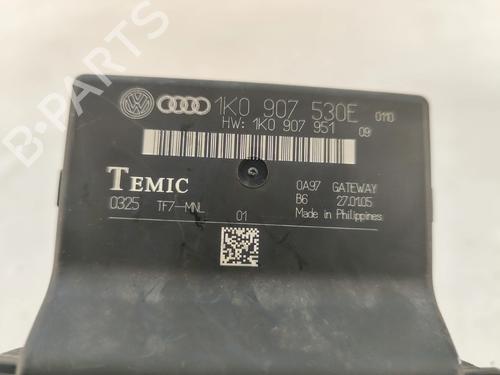 1K0 907 530E 0110
HW: 1K0 907 951 09
TEMIC
0A97 GATEWAY
0325 TF7-MNL
B6 27.01.05
01 Made in Philippines
B-PARTS